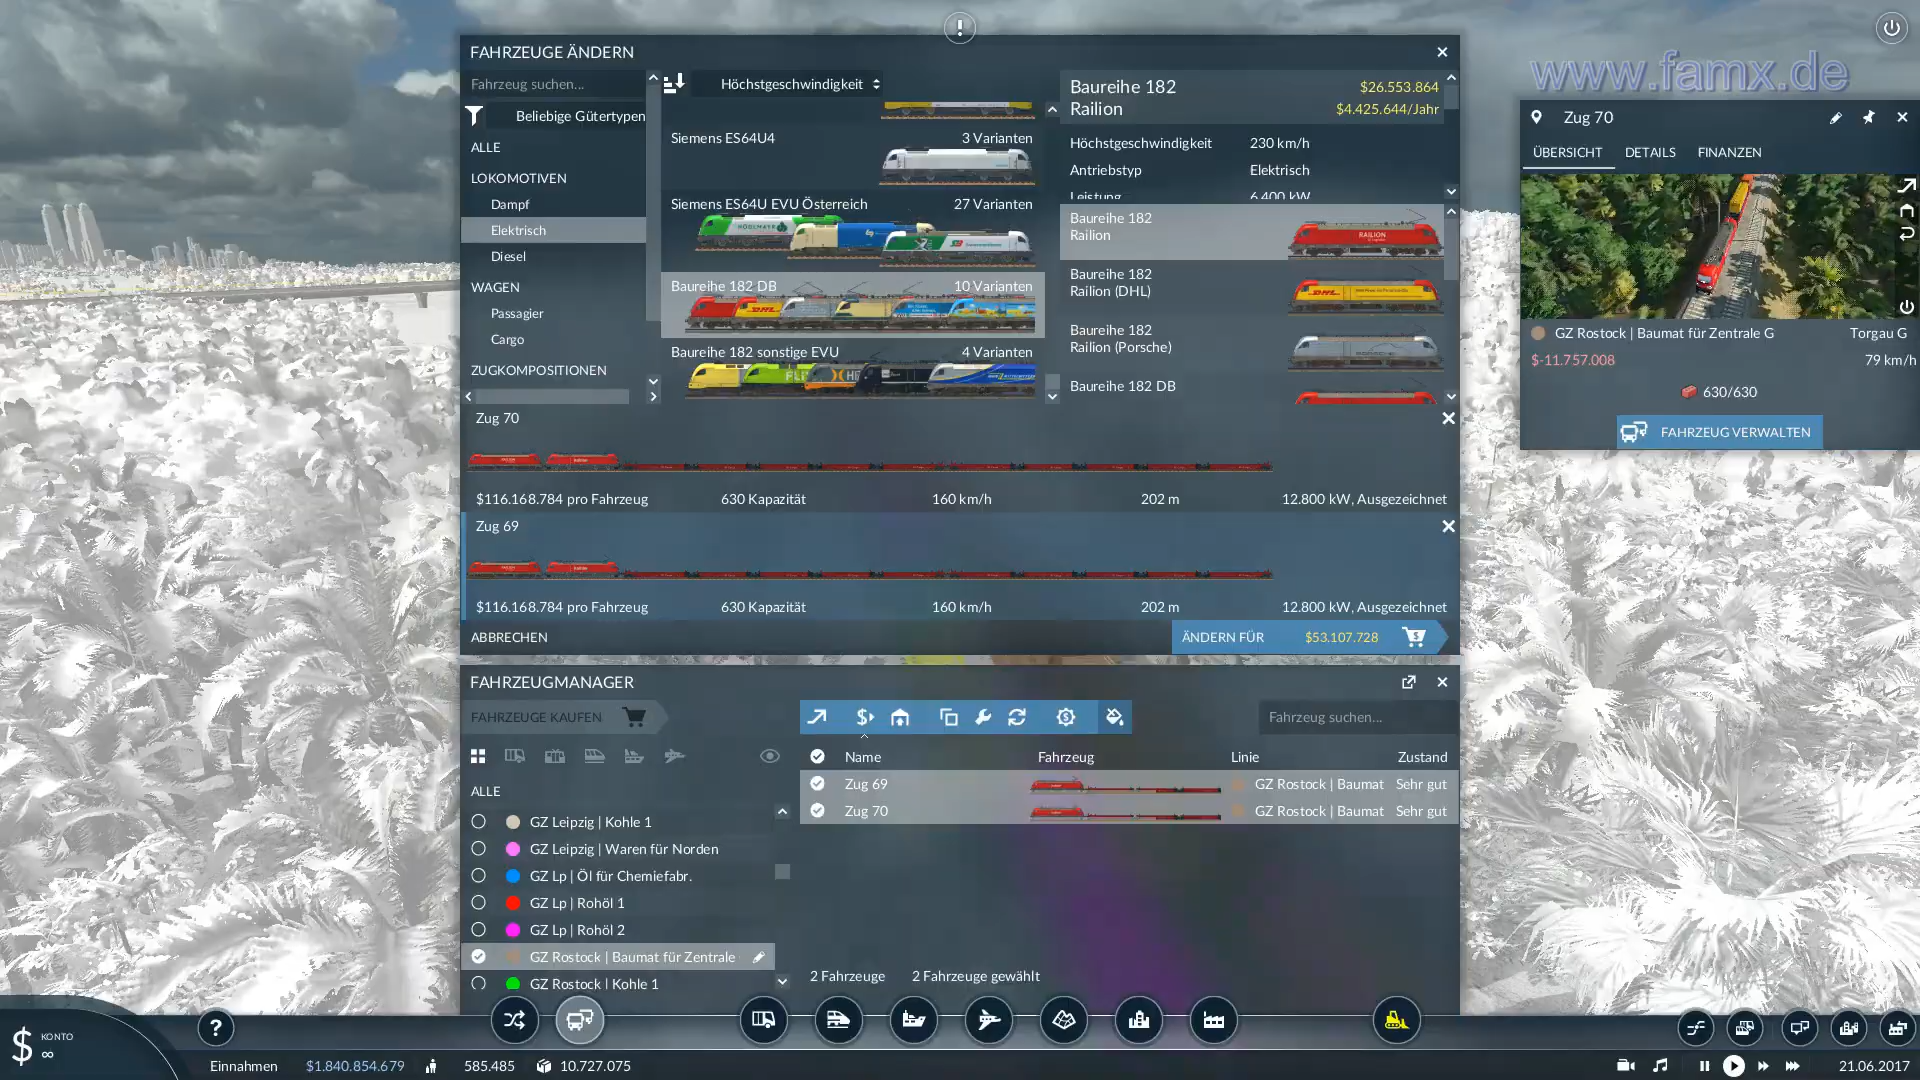 www.famx.de
FAHRZEUGE ÄNDERN
Fahrzeug suchen...
Beliebige Gütertypen
ALLE
LOKOMOTIVEN
Dampf
Elektrisch
Diesel
WAGEN
Passagier
Cargo
ZUGKOMPOSITIONEN
Höchstgeschwindigkeit
Siemens ES64U4
3 Varianten
Siemens ES64U EVU Österreich
27 Varianten
Baureihe 182 DB
10 Varianten
Baureihe 182 sonstige EVU
4 Varianten
Baureihe 182
Railion
$26.553.864
$4.425.644/Jahr
Höchstgeschwindigkeit
230 km/h
Antriebstyp
Elektrisch
Leistung
6.400 kW
Baureihe 182
Railion
RAILION
Baureihe 182
Railion (DHL)
Baureihe 182
Railion (Porsche)
Baureihe 182 DB
Zug 70
$116.168.784 pro Fahrzeug
630 Kapazität
160 km/h
202 m
12.800 kW, Ausgezeichnet
Zug 69
$116.168.784 pro Fahrzeug
630 Kapazität
160 km/h
202 m
12.800 kW, Ausgezeichnet
ABBRECHEN
ÄNDERN FÜR
$53.107.728
Zug 70
ÜBERSICHT
DETAILS
FINANZEN
GZ Rostock | Baumat für Zentrale G
Torgau G
$-11.757.008
79 km/h
630/630
FAHRZEUG VERWALTEN
FAHRZEUGMANAGER
FAHRZEUGE KAUFEN
Fahrzeug suchen...
ALLE
GZ Leipzig | Kohle 1
GZ Leipzig | Waren für Norden
GZ Lp | Öl für Chemiefabr.
GZ Lp | Rohöl 1
GZ Lp | Rohöl 2
GZ Rostock | Baumat für Zentrale
GZ Rostock | Kohle 1
Name
Fahrzeug
Linie
Zustand
Zug 69
GZ Rostock | Baumat
Sehr gut
Zug 70
GZ Rostock | Baumat
Sehr gut
2 Fahrzeuge
2 Fahrzeuge gewählt
KONTO
∞
Einnahmen
$1.840.854.679
585.485
10.727.075
21.06.2017